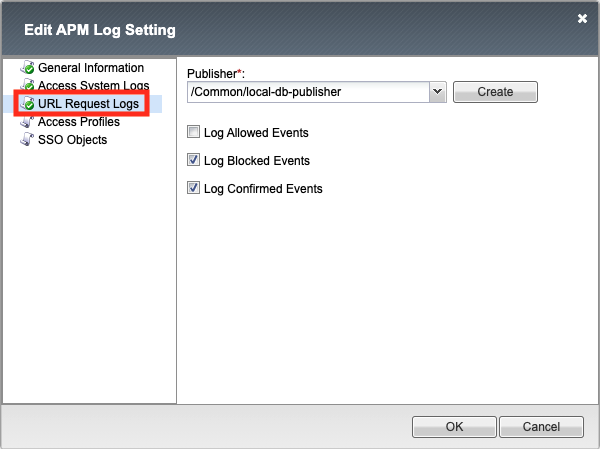 Edit APM Log Setting
General Information
Access System Logs
URL Request Logs
Access Profiles
SSO Objects
Publisher*:
/Common/local-db-publisher
Create
Log Allowed Events
Log Blocked Events
Log Confirmed Events
OK
Cancel